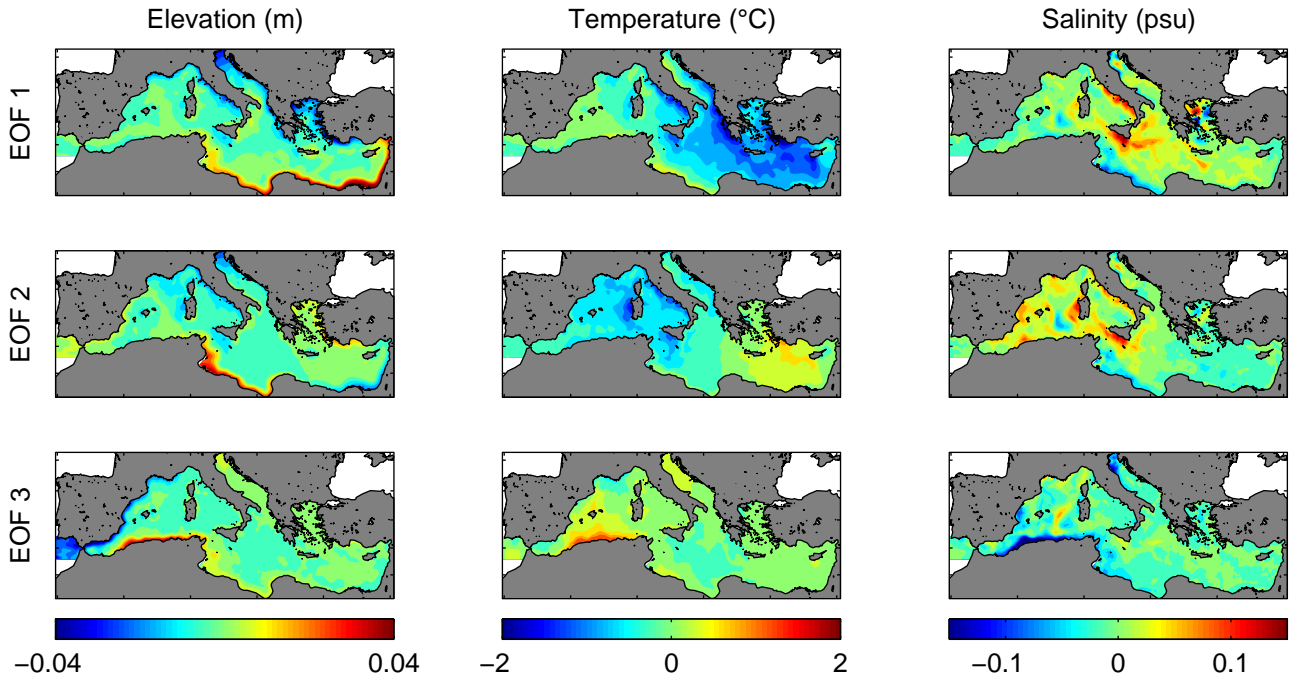 Elevation (m) Temperature (°C) Salinity (psu)
EOF 1
EOF 2
EOF 3
−0.04 0.04 −2 0 2 −0.1 0 0.1